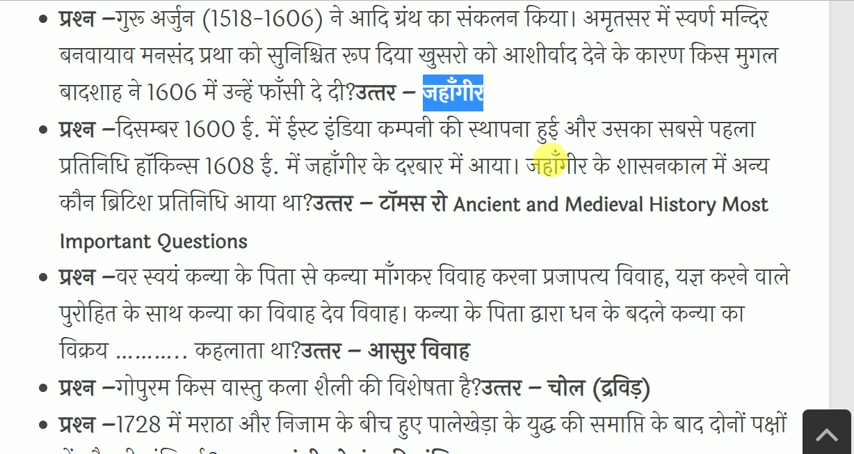 प्रश्न –गुरू अर्जुन (1518-1606) ने आदि ग्रंथ का संकलन किया। अमृतसर में स्वर्ण मन्दिर
बनवायाव मनसंद प्रथा को सुनिश्चित रूप दिया खुसरो को आशीर्वाद देने के कारण किस मुगल
बादशाह ने 1606 में उन्हें फाँसी दे दी?उत्तर – जहाँगीर
प्रश्न –दिसम्बर 1600 ई. में ईस्ट इंडिया कम्पनी की स्थापना हुई और उसका सबसे पहला
प्रतिनिधि हॉकिन्स 1608 ई. में जहाँगीर के दरबार में आया। जहाँगीर के शासनकाल में अन्य
कौन ब्रिटिश प्रतिनिधि आया था?उत्तर – टॉमस रो Ancient and Medieval History Most
Important Questions
प्रश्न –वर स्वयं कन्या के पिता से कन्या माँगकर विवाह करना प्रजापत्य विवाह, यज्ञ करने वाले
पुरोहित के साथ कन्या का विवाह देव विवाह। कन्या के पिता द्वारा धन के बदले कन्या का
विक्रय ……….. कहलाता था?उत्तर – आसुर विवाह
प्रश्न –गोपुरम किस वास्तु कला शैली की विशेषता है?उत्तर – चोल (द्रविड़)
प्रश्न –1728 में मराठा और निजाम के बीच हुए पालेखेड़ा के युद्ध की समाप्ति के बाद दोनों पक्षों